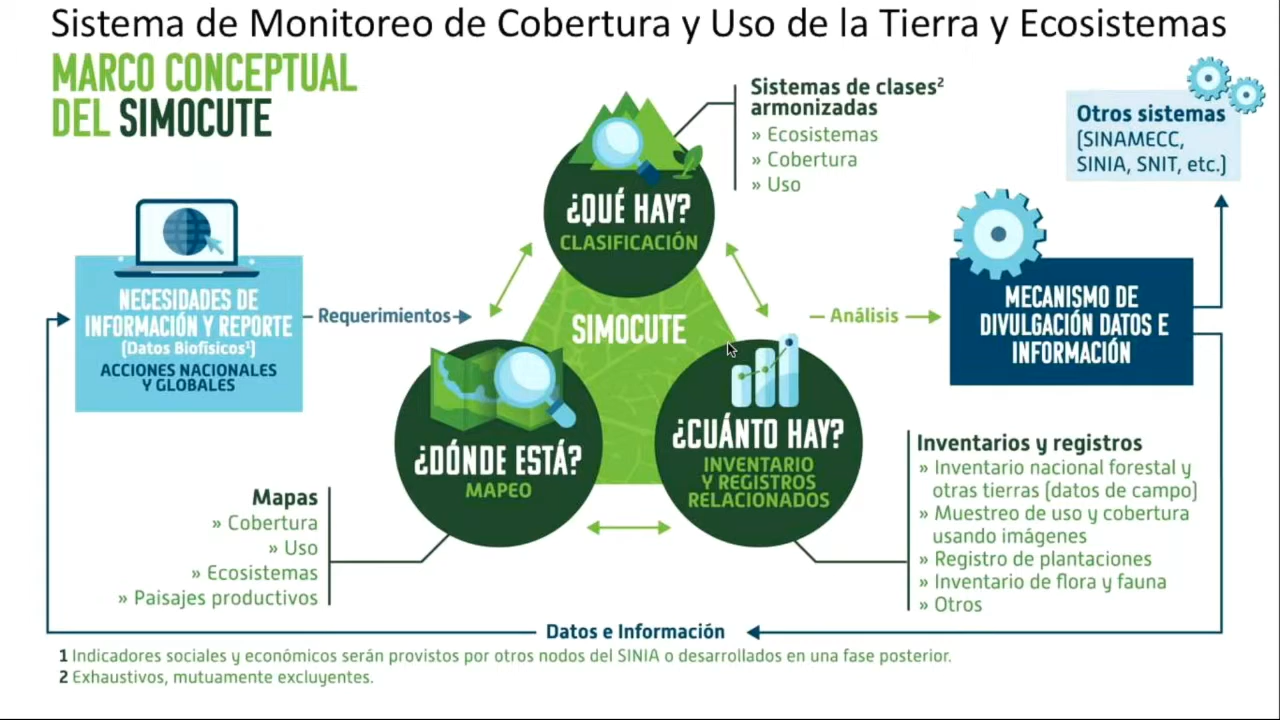 Sistema de Monitoreo de Cobertura y Uso de la Tierra y Ecosistemas
MARCO CONCEPTUAL
DEL SIMOCUTE
Sistemas de clases²
armonizadas
» Ecosistemas
» Cobertura
» Uso
Otros sistemas
(SINAMECC,
SINIA, SNIT, etc.)
¿QUÉ HAY?
CLASIFICACIÓN
NECESIDADES DE
INFORMACIÓN Y REPORTE
(Datos Biofísicos¹)
ACCIONES NACIONALES
Y GLOBALES
Requerimientos
SIMOCUTE
Análisis
MECANISMO DE
DIVULGACIÓN DATOS E
INFORMACIÓN
¿DÓNDE ESTÁ?
MAPEO
¿CUÁNTO HAY?
INVENTARIO
Y REGISTROS
RELACIONADOS
Mapas
» Cobertura
» Uso
» Ecosistemas
» Paisajes productivos
Inventarios y registros
» Inventario nacional forestal y
otras tierras (datos de campo)
» Muestreo de uso y cobertura
usando imágenes
» Registro de plantaciones
» Inventario de flora y fauna
» Otros
Datos e Información
1 Indicadores sociales y económicos serán provistos por otros nodos del SINIA o desarrollados en una fase posterior.
2 Exhaustivos, mutuamente excluyentes.